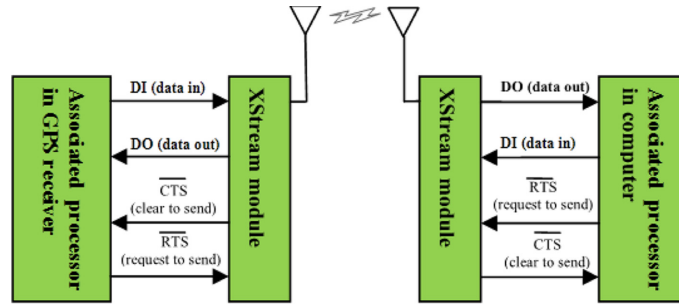 Associated processor
in GPS receiver
DI (data in)
DO (data out)
CTS
(clear to send)
RTS
(request to send)
XStream module
XStream module
DO (data out)
DI (data in)
RTS
(request to send)
CTS
(clear to send)
Associated processor
in computer